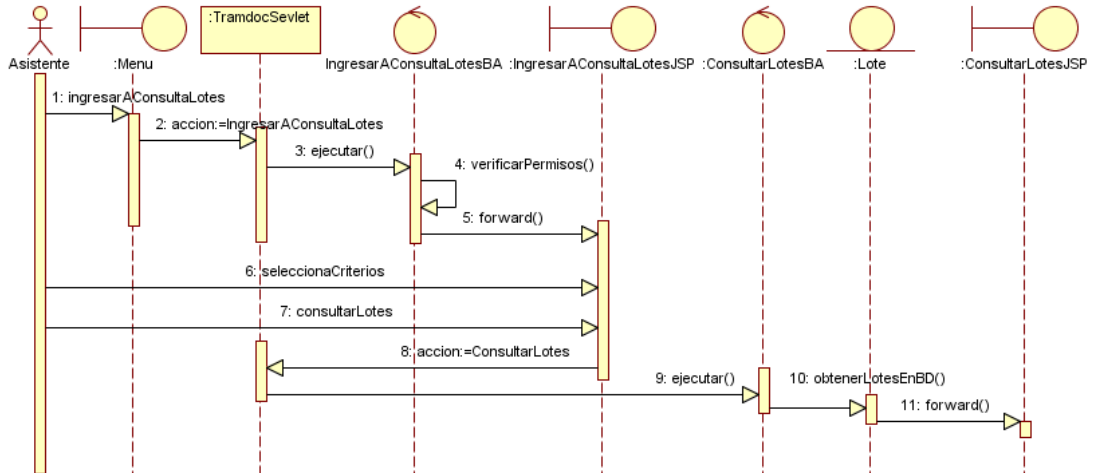 :TramdocSevlet
Asistente
:Menu
IngresarAConsultaLotesBA
:IngresarAConsultaLotesJSP
:ConsultarLotesBA
:Lote
:ConsultarLotesJSP
1: ingresarAConsultaLotes
2: accion:=IngresarAConsultaLotes
3: ejecutar()
4: verificarPermisos()
5: forward()
6: seleccionaCriterios
7: consultarLotes
8: accion:=ConsultarLotes
9: ejecutar()
10: obtenerLotesEnBD()
11: forward()